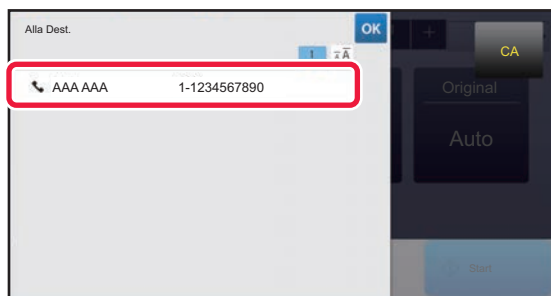 Alla Dest.
OK
CA
1
AAA AAA 1-1234567890
Original
Auto
Start